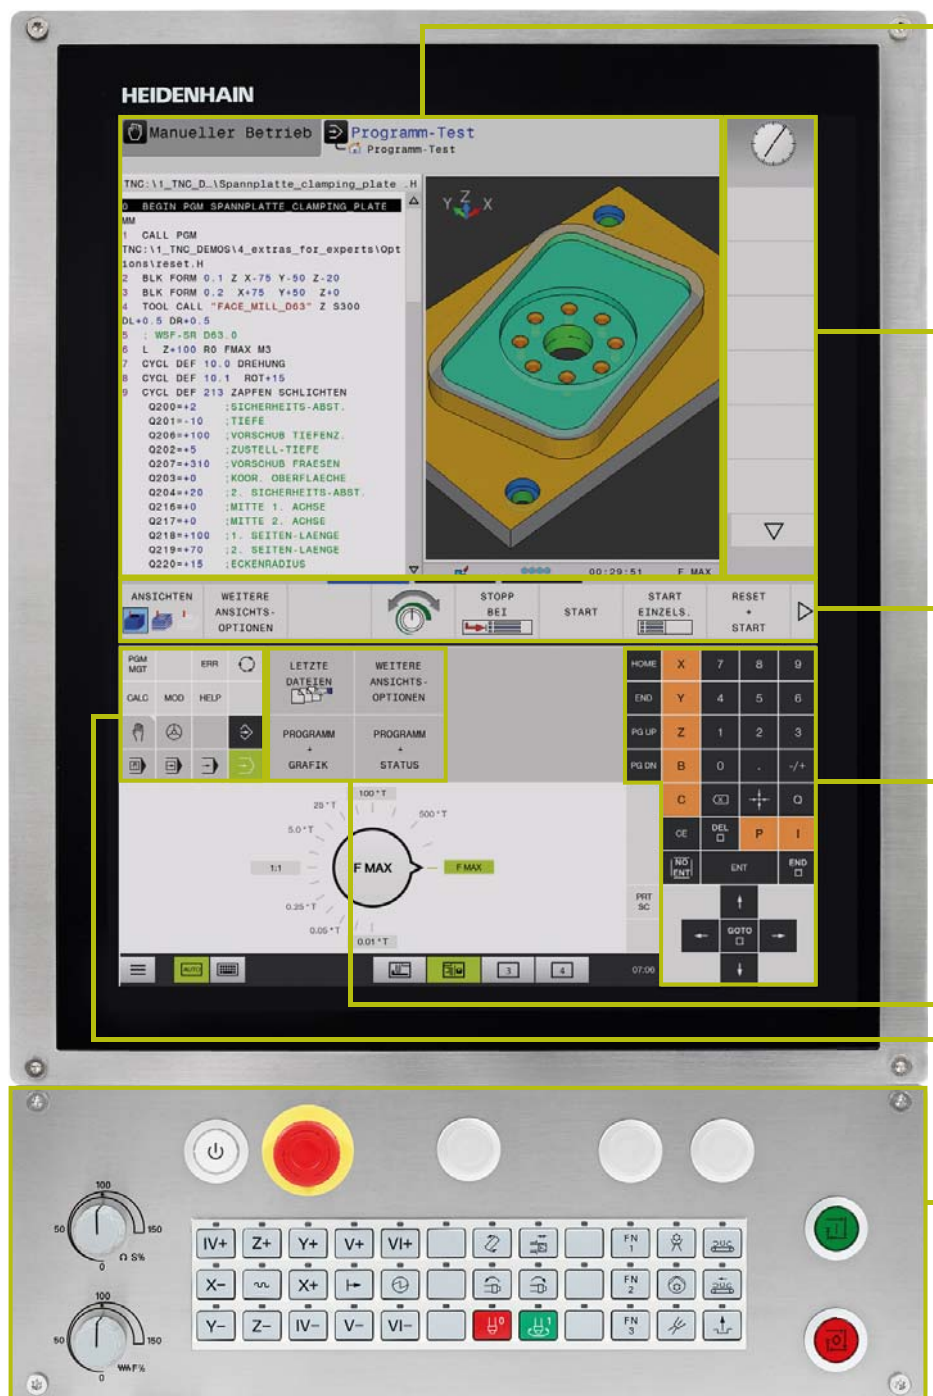 HEIDENHAIN
Manueller Betrieb
Programm-Test
Programm-Test
TNC:\1_TNC_D…\Spannplatte_clamping_plate .H
0 BEGIN PGM SPANNPLATTE_CLAMPING_PLATE
MM
1 CALL PGM
TNC:\1_TNC_DEMOS\4_extras_for_experts\Opt
ions\reset.H
2 BLK FORM 0.1 Z X-75 Y-50 Z-20
3 BLK FORM 0.2 X+75 Y+50 Z+0
4 TOOL CALL "FACE_MILL_D63" Z S300
DL+0.5 DR+0.5
5 ; WSF-SR D63.0
6 L Z+100 R0 FMAX M3
7 CYCL DEF 10.0 DREHUNG
8 CYCL DEF 10.1 ROT+15
9 CYCL DEF 213 ZAPFEN SCHLICHTEN
Q200=+2 ;SICHERHEITS-ABST.
Q201=-10 ;TIEFE
Q206=+100 ;VORSCHUB TIEFENZ.
Q202=+5 ;ZUSTELL-TIEFE
Q207=+310 ;VORSCHUB FRAESEN
Q203=+0 ;KOOR. OBERFLAECHE
Q204=+20 ;2. SICHERHEITS-ABST.
Q216=+0 ;MITTE 1. ACHSE
Q217=+0 ;MITTE 2. ACHSE
Q218=+100 ;1. SEITEN-LAENGE
Q219=+70 ;2. SEITEN-LAENGE
Q220=+15 ;ECKENRADIUS
Y Z X
00:29:51 F MAX
ANSICHTEN
WEITERE
ANSICHTS-
OPTIONEN
STOPP
BEI
START
START
EINZELS.
RESET
+
START
PGM
MGT
ERR
CALC MOD HELP
LETZTE
DATEIEN
WEITERE
ANSICHTS-
OPTIONEN
PROGRAMM
+
GRAFIK
PROGRAMM
+
STATUS
HOME X 7 8 9
END Y 4 5 6
PG UP Z 1 2 3
PG DN B 0 . -/+
C X Q
CE DEL P I
NO
ENT
ENT
END
PRT
SC
GOTO
100 * T
20 * T
500 * T
5.0 * T
1:1
F MAX
F MAX
0.25 * T
0.05 * T
0.01 * T
AUTO
3
4
07:06
100
50
150
0
S%
100
50
150
0
F%
IV+ Z+ Y+ V+ VI+ FN 1
X- X+ FN 2
Y- Z- IV- V- VI- 0 1 FN 3
I
O